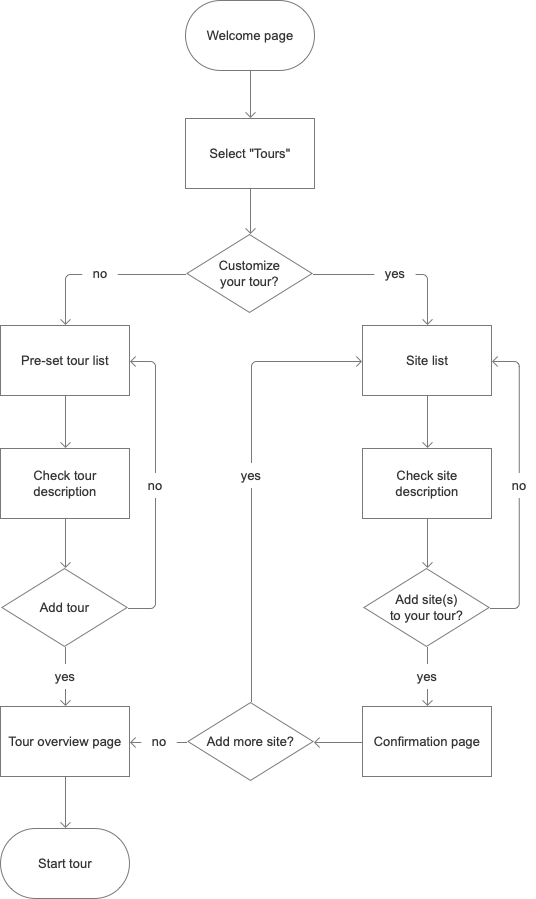 Welcome page
Select "Tours"
Customize
your tour?
no
yes
Pre-set tour list
Site list
Check tour
description
no
yes
Check site
description
no
Add tour
Add site(s)
to your tour?
yes
yes
Tour overview page
no
Add more site?
Confirmation page
Start tour